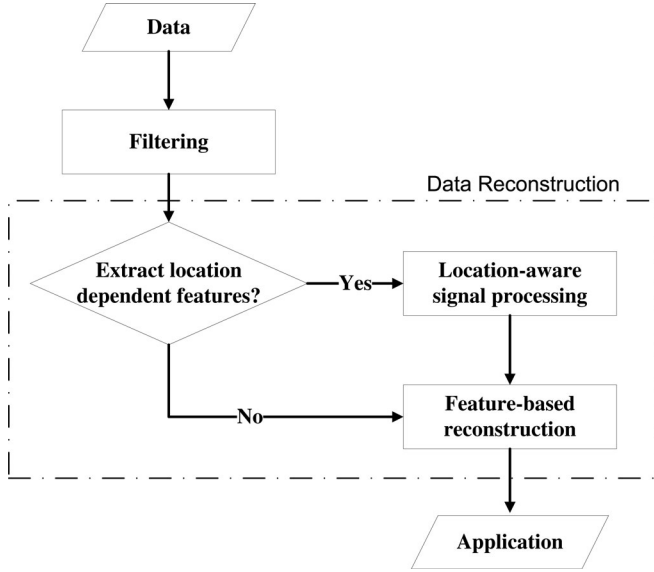 Data
Filtering
Data Reconstruction
Extract location
dependent features?
Yes
Location-aware
signal processing
No
Feature-based
reconstruction
Application